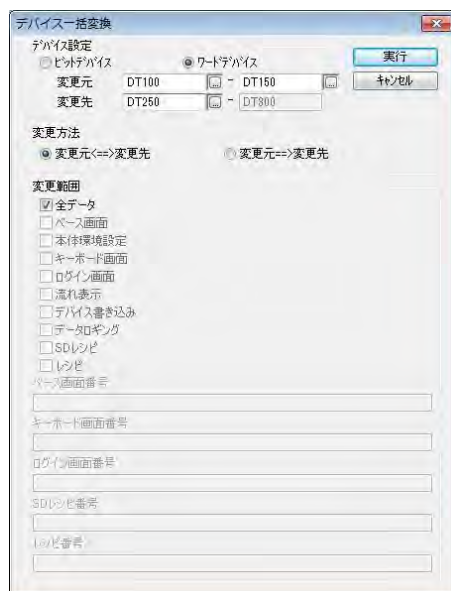 デバイス一括変換
デバイス設定
ビットデバイス ワードデバイス 実行
変更元 DT100 ... - DT150 ... キャンセル
変更先 DT250 ... - DT300
変更方法
変更元<==>変更先 変更元==>変更先
変更範囲
全データ
ベース画面
本体環境設定
キーボード画面
ログイン画面
流れ表示
デバイス書き込み
データロギング
SDレシピ
レシピ
ベース画面番号
キーボード画面番号
ログイン画面番号
SDレシピ番号
レシピ番号